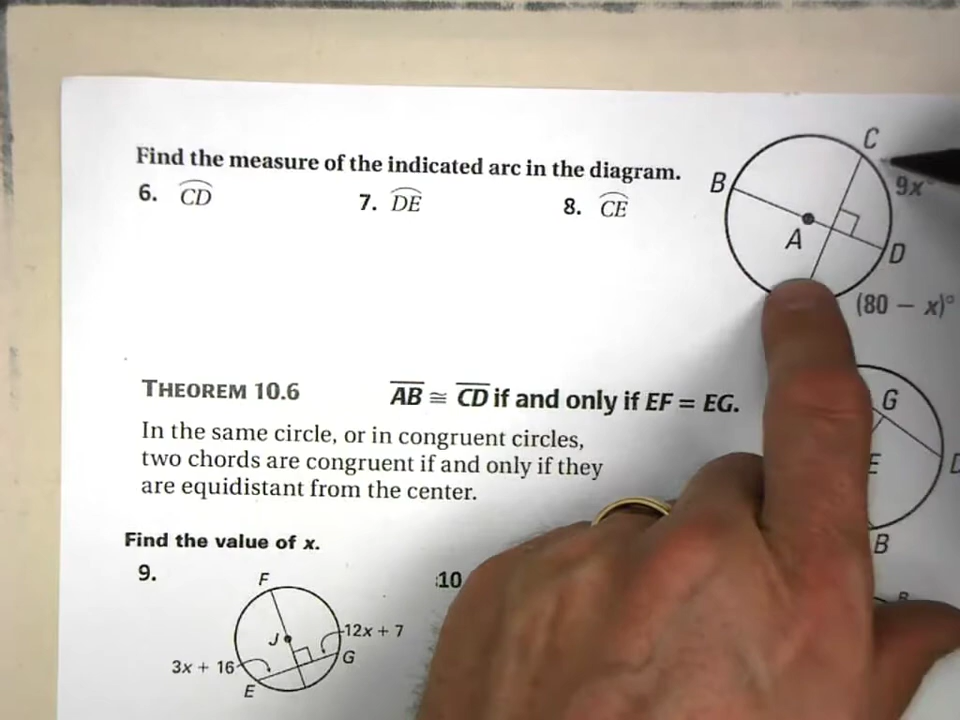 Find the measure of the indicated arc in the diagram.
6. CD
7. DE
8. CE
C
B
9x°
A
D
(80 − x)°
THEOREM 10.6
AB ≅ CD if and only if EF = EG.
In the same circle, or in congruent circles,
two chords are congruent if and only if they
are equidistant from the center.
G
E
B
Find the value of x.
9.
10
F
J
12x + 7
G
3x + 16
E